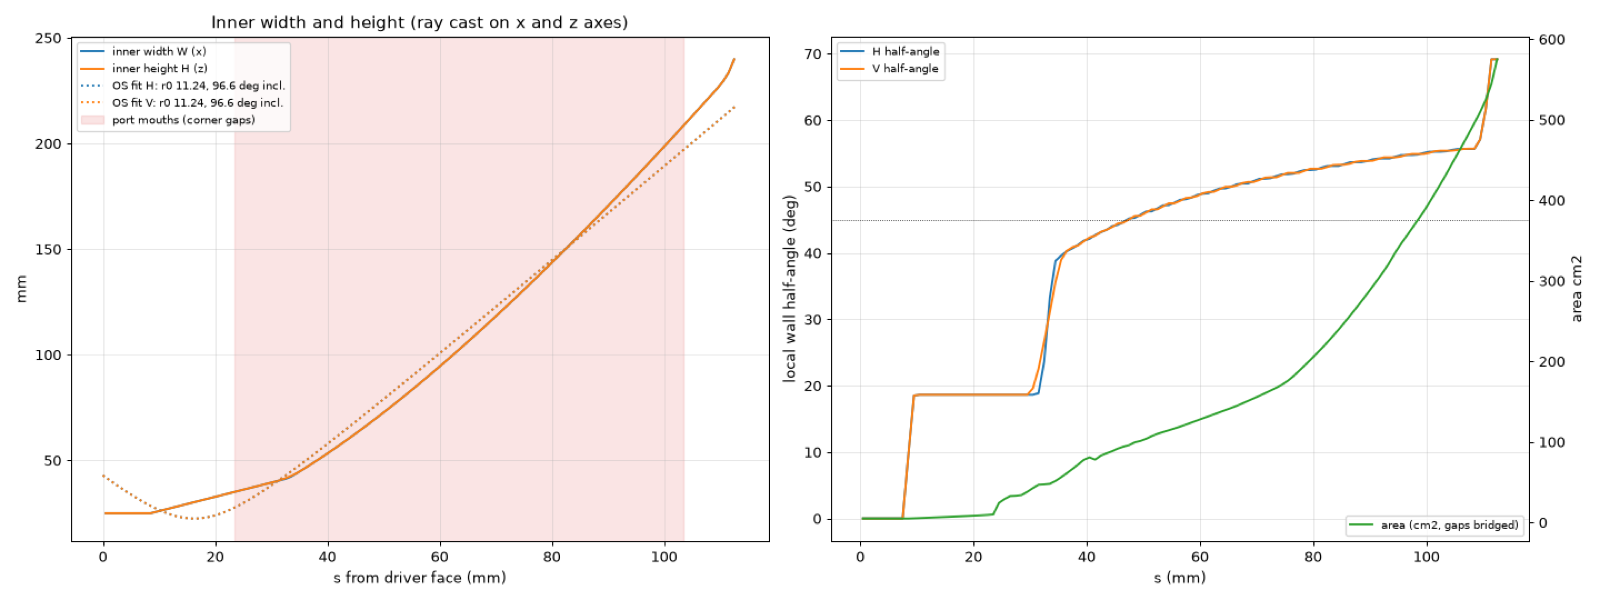 Inner width and height (ray cast on x and z axes)
inner width W (x)
inner height H (z)
OS fit H: r0 11.24, 96.6 deg incl.
OS fit V: r0 11.24, 96.6 deg incl.
port mouths (corner gaps)
250
200
150
100
50
mm
0
20
40
60
80
100
s from driver face (mm)
H half-angle
V half-angle
70
60
50
40
30
20
10
0
local wall half-angle (deg)
0
20
40
60
80
100
s (mm)
600
500
400
300
200
100
0
area cm2
area (cm2, gaps bridged)